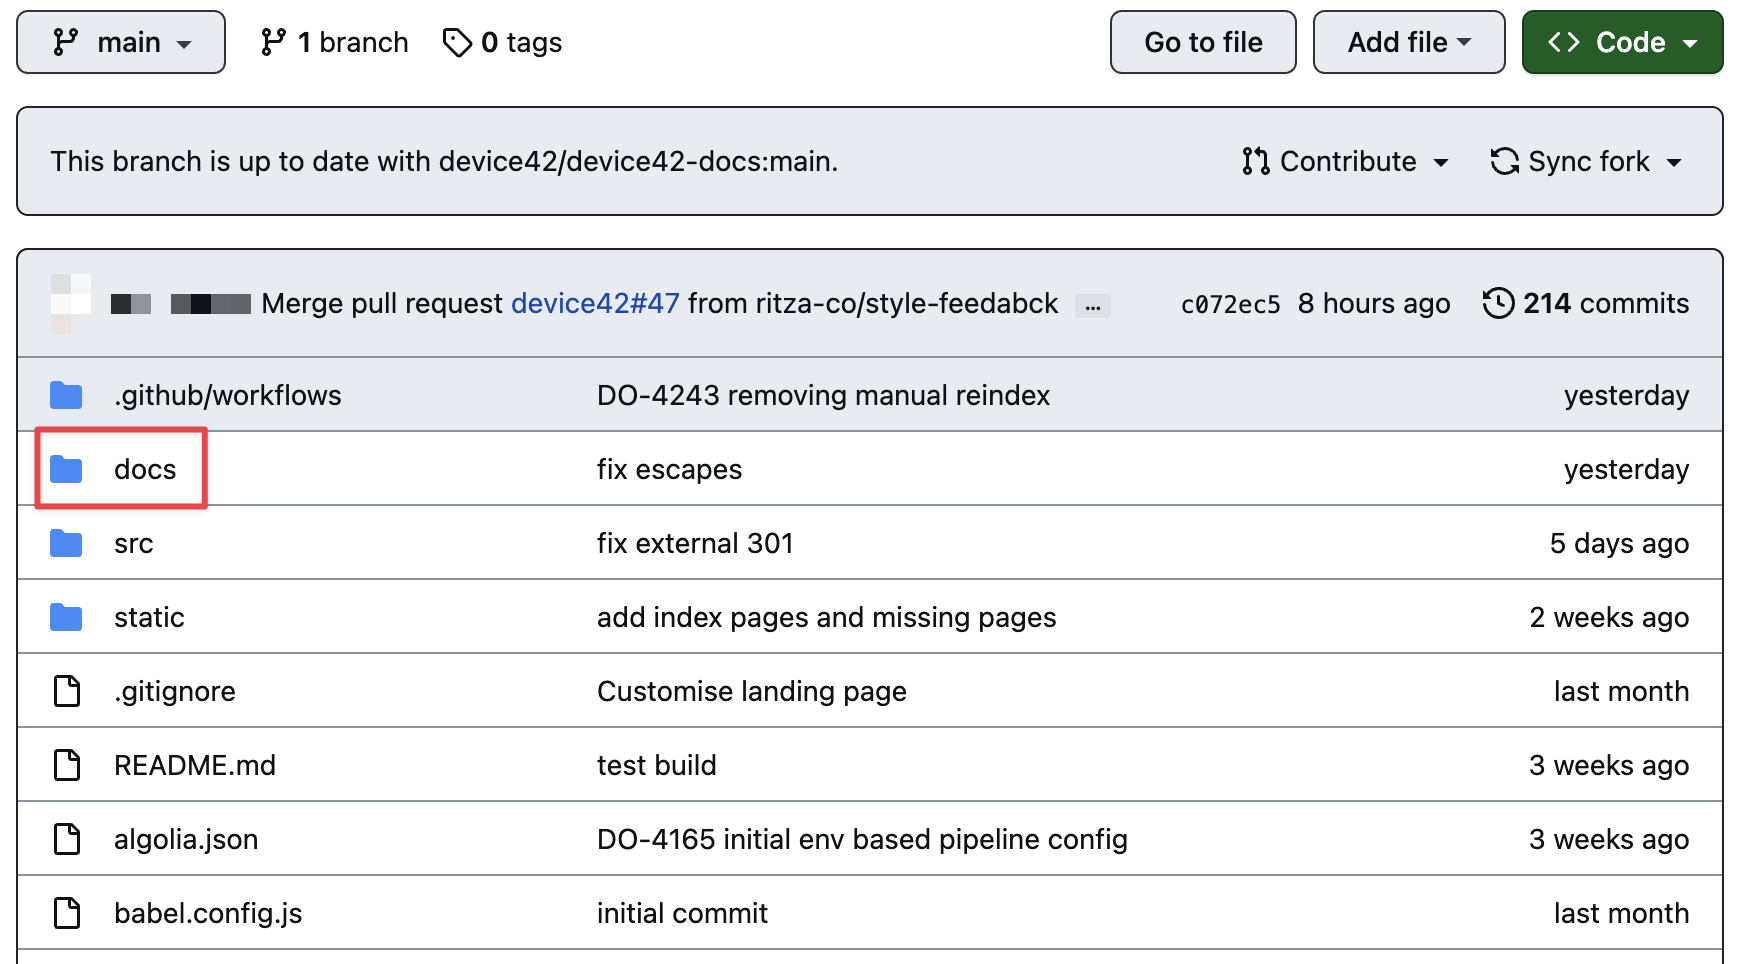 main 1 branch 0 tags Go to file Add file Code
This branch is up to date with device42/device42-docs:main. Contribute Sync fork
Merge pull request device42#47 from ritza-co/style-feedabck ... c072ec5 8 hours ago 214 commits
.github/workflows DO-4243 removing manual reindex yesterday
docs fix escapes yesterday
src fix external 301 5 days ago
static add index pages and missing pages 2 weeks ago
.gitignore Customise landing page last month
README.md test build 3 weeks ago
algolia.json DO-4165 initial env based pipeline config 3 weeks ago
babel.config.js initial commit last month